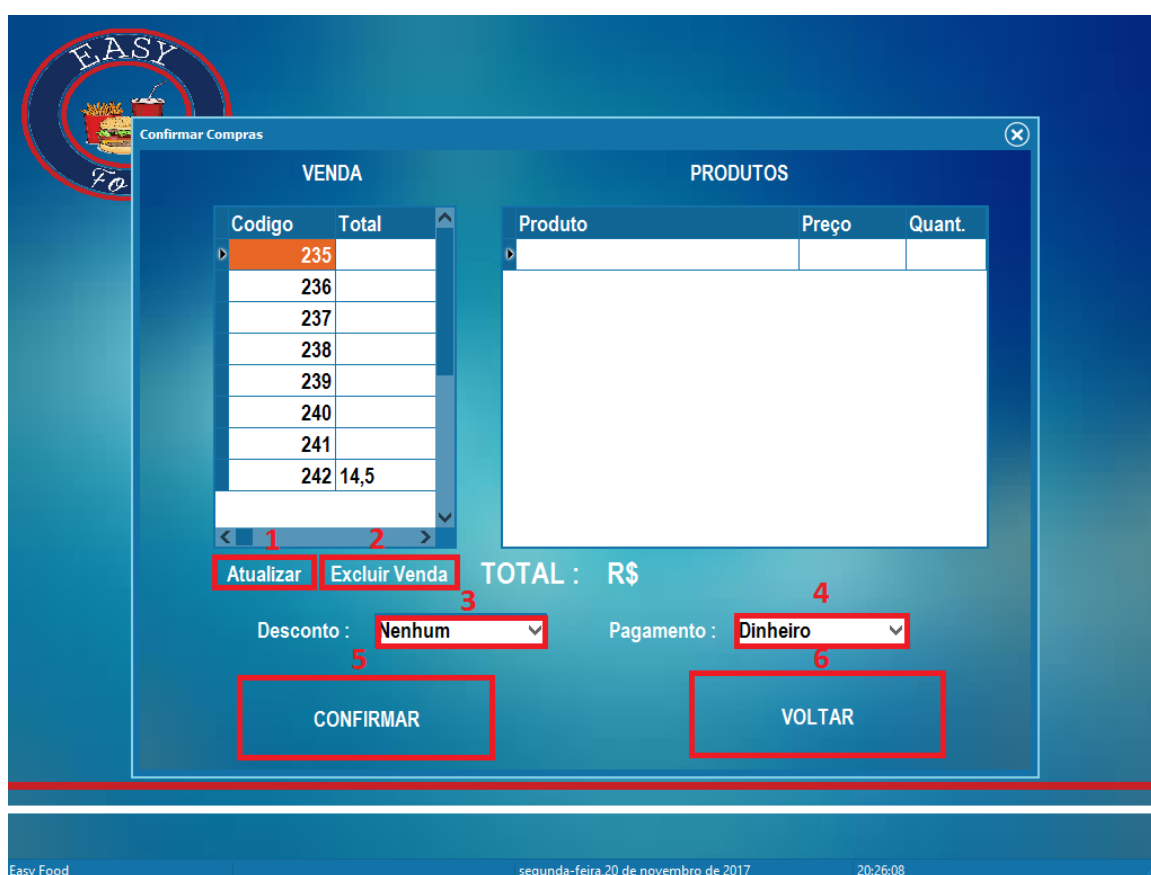 EASY
Fo
Confirmar Compras
VENDA
PRODUTOS
Codigo Total
Produto Preço Quant.
235
236
237
238
239
240
241
242 14,5
1 2
Atualizar Excluir Venda TOTAL : R$
3 4
Desconto : Nenhum Pagamento : Dinheiro
5 6
CONFIRMAR VOLTAR
Easy Food segunda-feira,20 de novembro de 2017 20:26:08